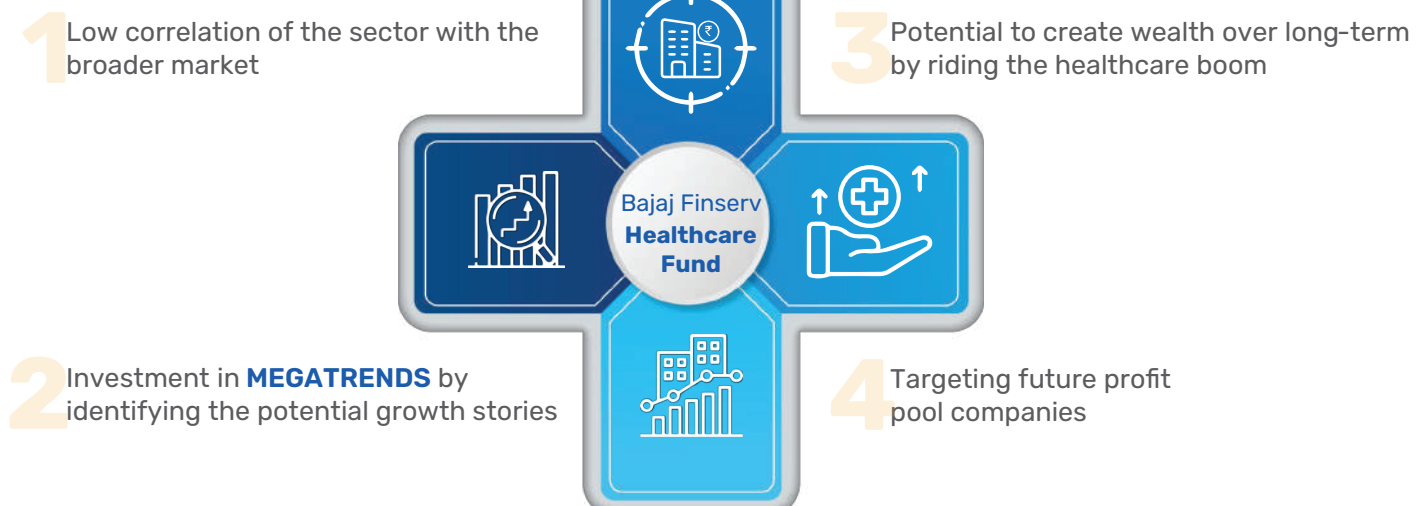 1
Low correlation of the sector with the
broader market
2
Investment in MEGATRENDS by
identifying the potential growth stories
₹
Bajaj Finserv
Healthcare
Fund
3
Potential to create wealth over long-term
by riding the healthcare boom
4
Targeting future profit
pool companies